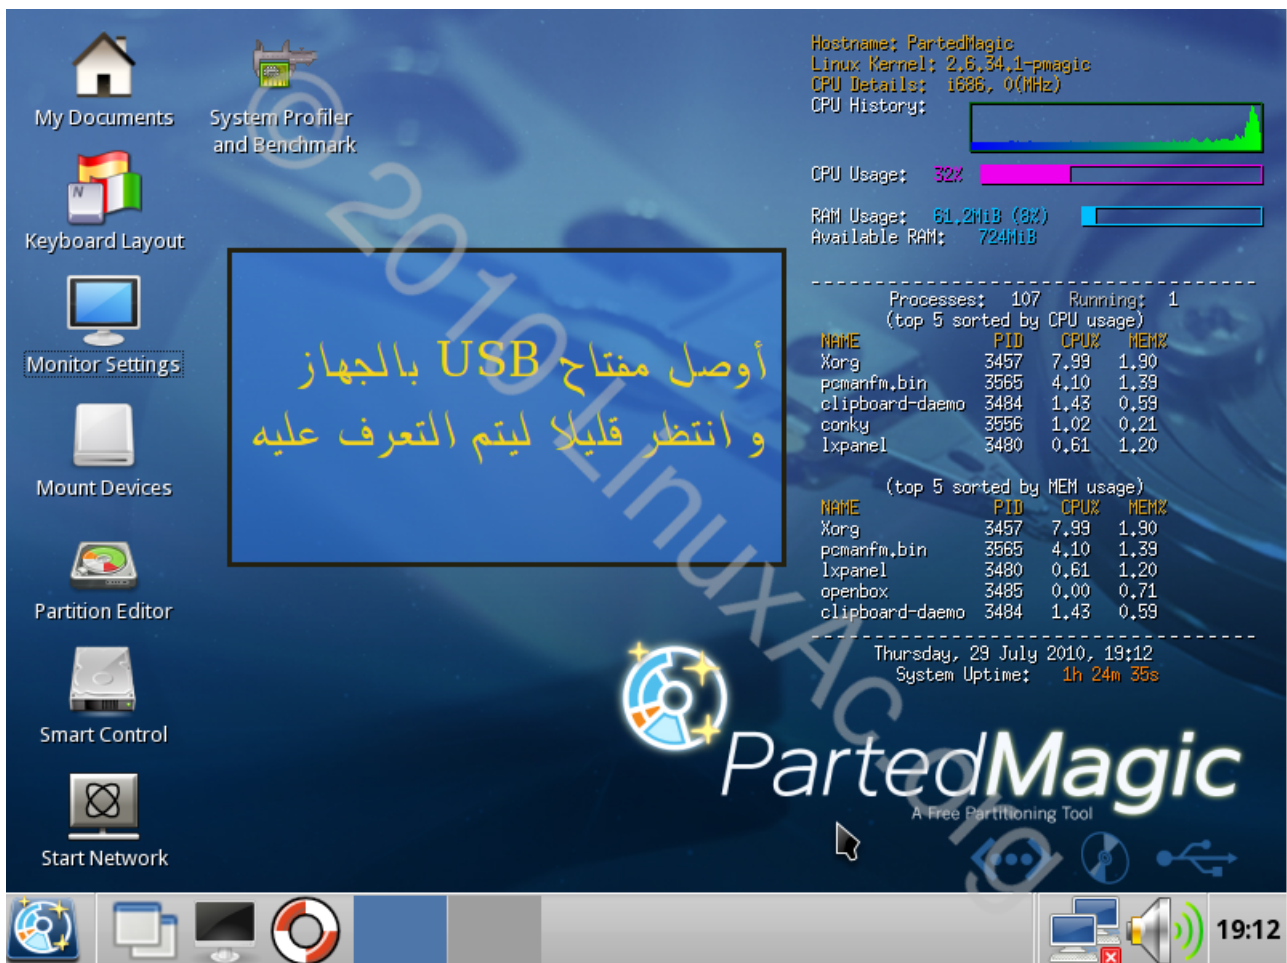 My Documents
System Profiler
and Benchmark
Keyboard Layout
Monitor Settings
Mount Devices
Partition Editor
Smart Control
Start Network
Hostname: PartedMagic
Linux Kernel: 2.6.34.1-pmagic
CPU Details: i686, 0(MHz)
CPU History:
CPU Usage: 32%
RAM Usage: 61.2MiB (8%)
Available RAM: 724MiB
Processes: 107 Running: 1
(top 5 sorted by CPU usage)
NAME PID CPU% MEM%
Xorg 3457 7.99 1.90
pcmanfm.bin 3565 4.10 1.39
clipboard-daemo 3484 1.43 0.59
conky 3556 1.02 0.21
lxpanel 3480 0.61 1.20
(top 5 sorted by MEM usage)
NAME PID CPU% MEM%
Xorg 3457 7.99 1.90
pcmanfm.bin 3565 4.10 1.39
lxpanel 3480 0.61 1.20
openbox 3485 0.00 0.71
clipboard-daemo 3484 1.43 0.59
Thursday, 29 July 2010, 19:12
System Uptime: 1h 24m 35s
أوصل مفتاح USB بالجهاز
و انتظر قليلا ليتم التعرف عليه
© 2010 LinuxAc.org
PartedMagic
A Free Partitioning Tool
N
19:12